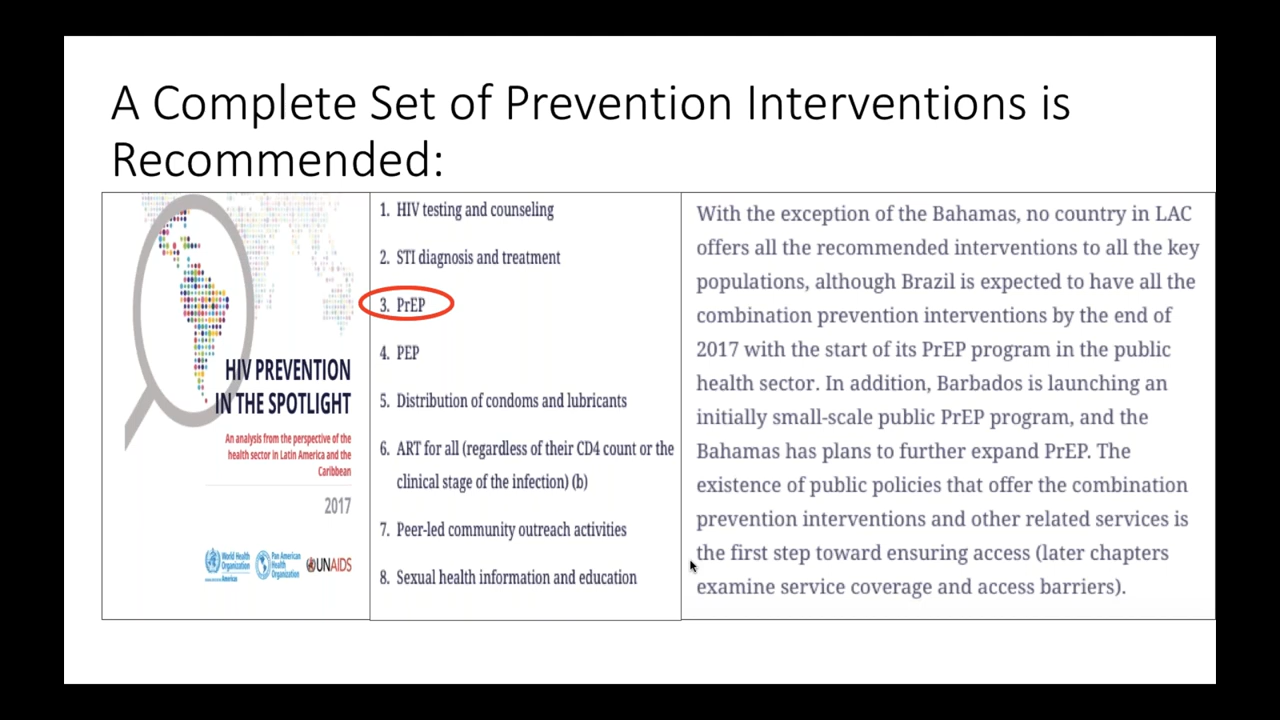 A Complete Set of Prevention Interventions is
Recommended:
HIV PREVENTION
IN THE SPOTLIGHT
An analysis from the perspective of the
health sector in Latin America and the
Caribbean
2017
World Health
Organization
Americas
Pan American
Health
Organization
UNAIDS
1. HIV testing and counseling
2. STI diagnosis and treatment
3. PrEP
4. PEP
5. Distribution of condoms and lubricants
6. ART for all (regardless of their CD4 count or the
clinical stage of the infection) (b)
7. Peer-led community outreach activities
8. Sexual health information and education
With the exception of the Bahamas, no country in LAC
offers all the recommended interventions to all the key
populations, although Brazil is expected to have all the
combination prevention interventions by the end of
2017 with the start of its PrEP program in the public
health sector. In addition, Barbados is launching an
initially small-scale public PrEP program, and the
Bahamas has plans to further expand PrEP. The
existence of public policies that offer the combination
prevention interventions and other related services is
the first step toward ensuring access (later chapters
examine service coverage and access barriers).